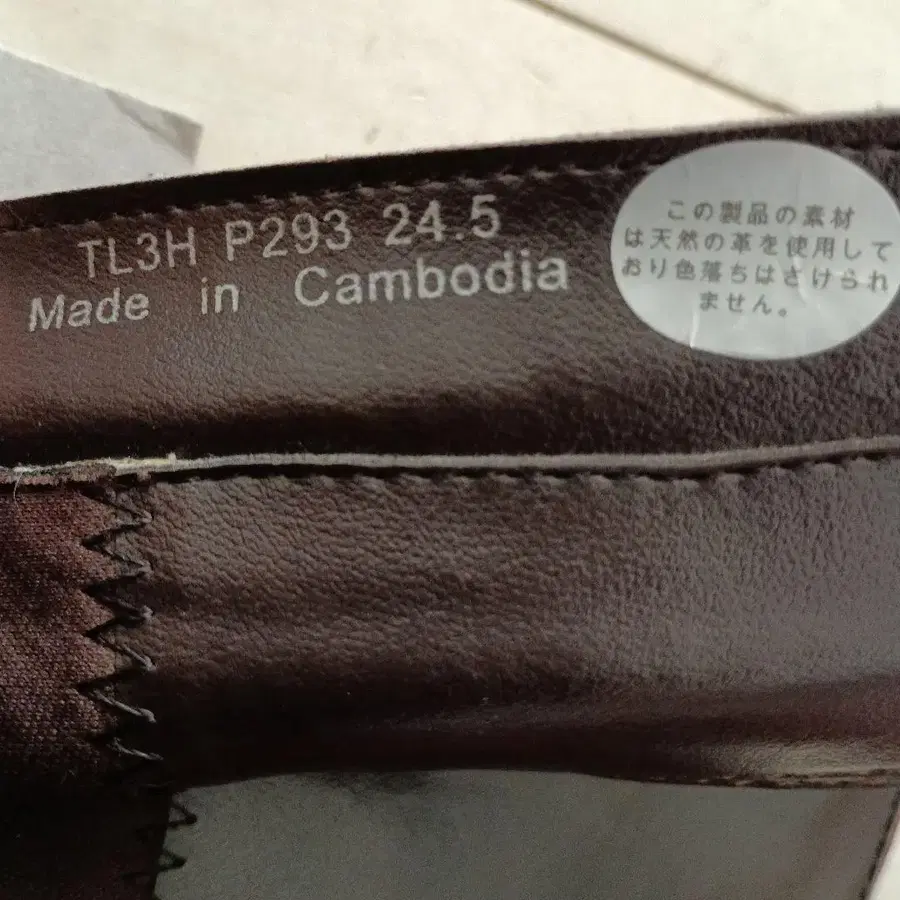 TL3H P293 24.5
Made in Cambodia
この製品の素材
は天然の革を使用して
おり色落ちはさけられ
ません。